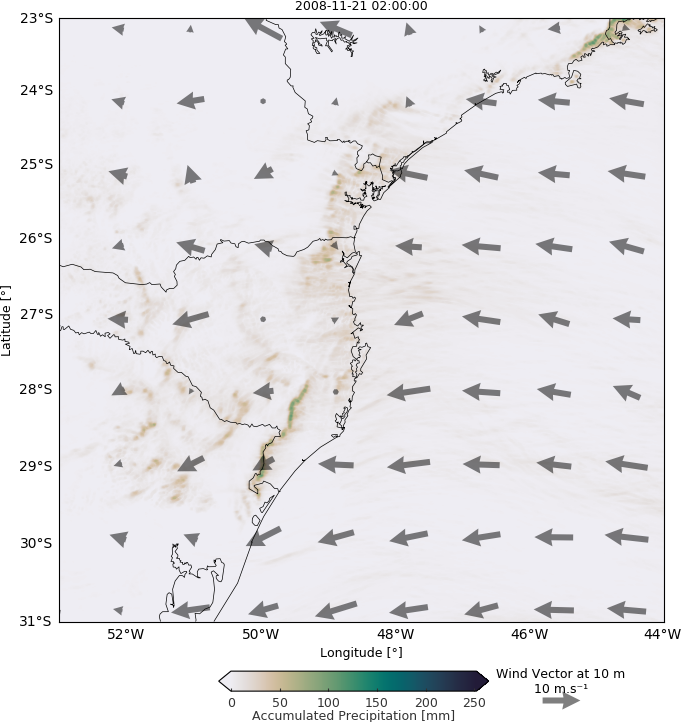 2008-11-21 02:00:00
23°S
24°S
25°S
26°S
27°S
28°S
29°S
30°S
31°S
Latitude [°]
52°W 50°W 48°W 46°W 44°W
Longitude [°]
0 50 100 150 200 250
Accumulated Precipitation [mm]
Wind Vector at 10 m
10 m.s⁻¹